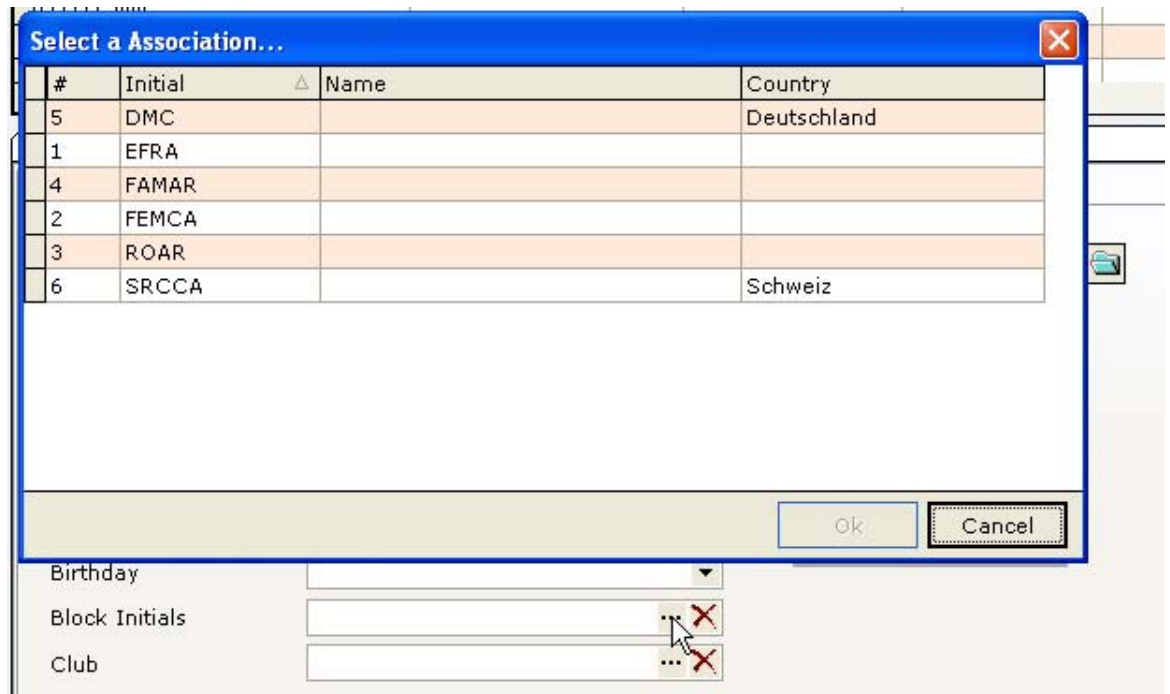 Select a Association...
# Initial Name Country
5 DMC Deutschland
1 EFRA
4 FAMAR
2 FEMCA
3 ROAR
6 SRCCA Schweiz
Ok Cancel
Birthday
Block Initials ...
Club ...